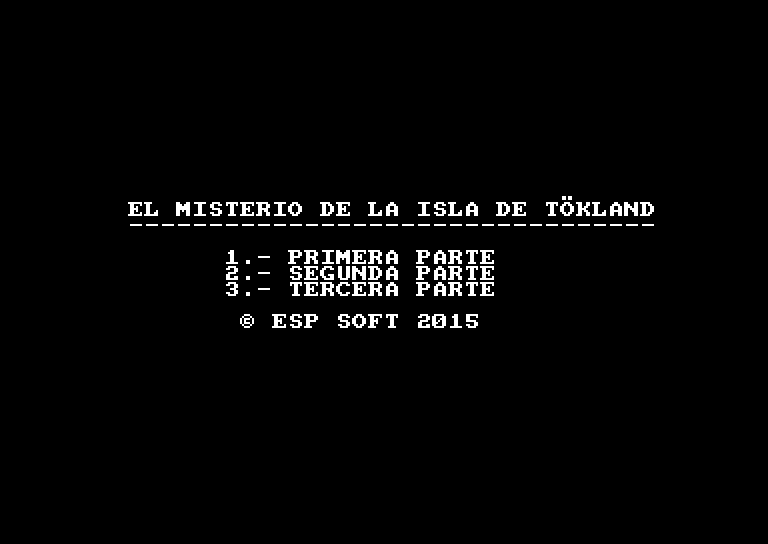 EL MISTERIO DE LA ISLA DE TÖKLAND
---------------------------------
1.- PRIMERA PARTE
2.- SEGUNDA PARTE
3.- TERCERA PARTE
© ESP SOFT 2015